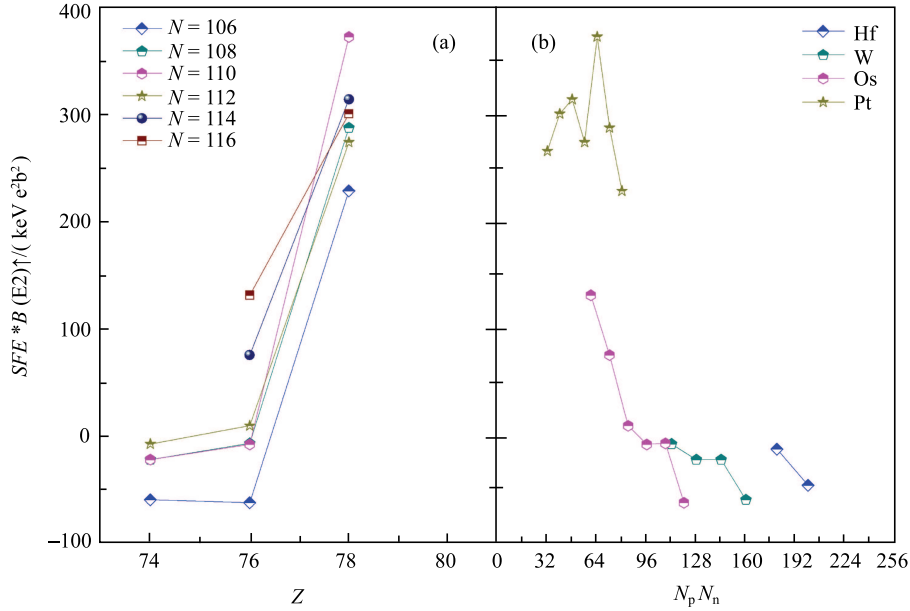 400
300
200
100
0
−100
SFE*B(E2)↑/(keV e²b²)
N = 106
N = 108
N = 110
N = 112
N = 114
N = 116
(a)
74 76 78 80
Z
(b)
Hf
W
Os
Pt
0 32 64 96 128 160 192 224 256
NₚNₙ